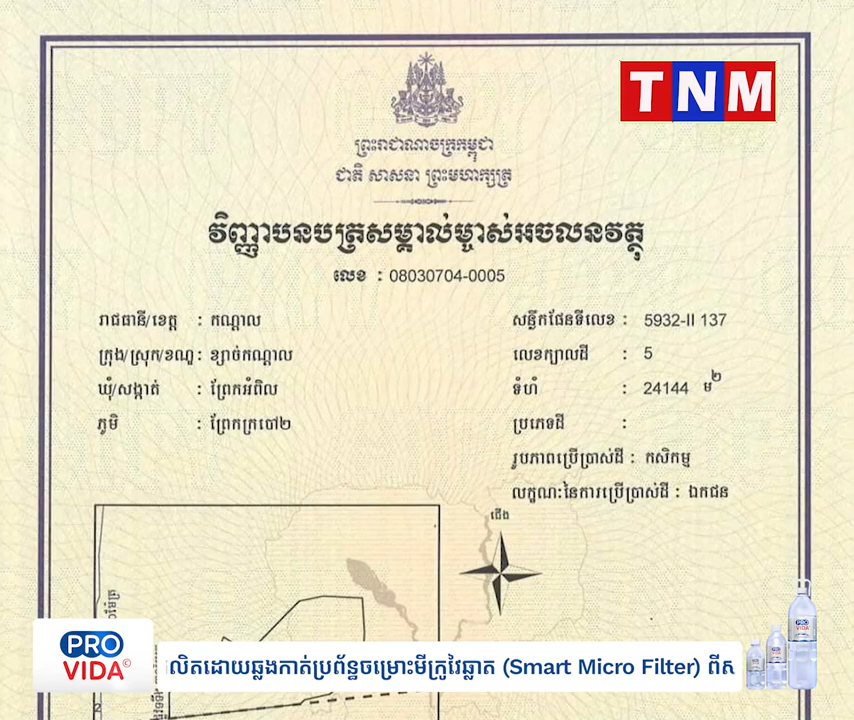 TNM
ព្រះរាជាណាចក្រកម្ពុជា
ជាតិ សាសនា ព្រះមហាក្សត្រ
វិញ្ញាបនបត្រសម្គាល់ម្ចាស់អចលនវត្ថុ
លេខ : 08030704-0005
រាជធានី/ខេត្ត : កណ្តាល
ក្រុង/ស្រុក/ខណ្ឌ : ខ្សាច់កណ្តាល
ឃុំ/សង្កាត់ : ព្រែកអំពិល
ភូមិ : ព្រែកក្របៅ២
សន្លឹកផែនទីលេខ : 5932-II 137
លេខក្បាលដី : 5
ទំហំ : 24144 ម២
ប្រភេទដី :
រូបភាពប្រើប្រាស់ដី : កសិកម្ម
លក្ខណៈនៃការប្រើប្រាស់ដី : ឯកជន
ជើង
PRO
VIDA©
លិតដោយឆ្លងកាត់ប្រព័ន្ធចម្រោះមីក្រូវៃឆ្លាត (Smart Micro Filter) ពីស